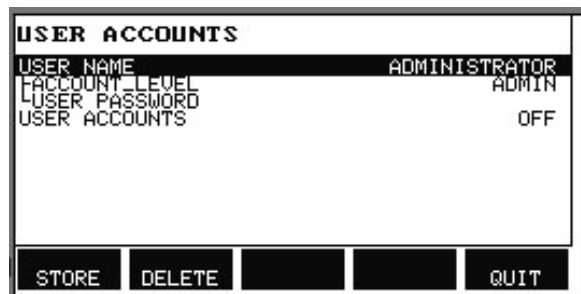 USER ACCOUNTS
USER NAME ADMINISTRATOR
ACCOUNT LEVEL ADMIN
USER PASSWORD
USER ACCOUNTS OFF
STORE DELETE QUIT